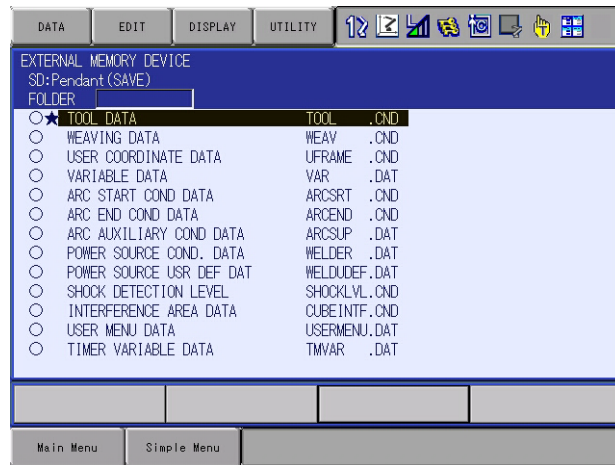 DATA EDIT DISPLAY UTILITY
EXTERNAL MEMORY DEVICE
SD:Pendant(SAVE)
FOLDER
TOOL DATA TOOL .CND
WEAVING DATA WEAV .CND
USER COORDINATE DATA UFRAME .CND
VARIABLE DATA VAR .DAT
ARC START COND DATA ARCSRT .CND
ARC END COND DATA ARCEND .CND
ARC AUXILIARY COND DATA ARCSUP .DAT
POWER SOURCE COND. DATA WELDER .DAT
POWER SOURCE USR DEF DAT WELDUDEF.DAT
SHOCK DETECTION LEVEL SHOCKLVL.CND
INTERFERENCE AREA DATA CUBEINTF.CND
USER MENU DATA USERMENU.DAT
TIMER VARIABLE DATA TMVAR .DAT
Main Menu Simple Menu